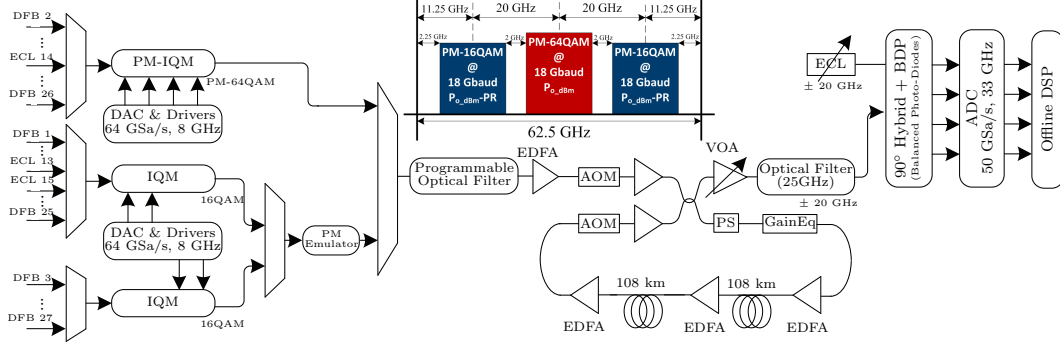 DFB 2
ECL 14
DFB 26
PM-IQM
PM-64QAM
DAC & Drivers
64 GSa/s, 8 GHz
DFB 1
ECL 13
ECL 15
DFB 25
IQM
16QAM
DAC & Drivers
64 GSa/s, 8 GHz
DFB 3
DFB 27
IQM
16QAM
PM
Emulator
11.25 GHz
20 GHz
20 GHz
11.25 GHz
2.25 GHz
2 GHz
2 GHz
2.25 GHz
PM-16QAM
@
18 Gbaud
Po_dBm-PR
PM-64QAM
@
18 Gbaud
Po_dBm
PM-16QAM
@
18 Gbaud
Po_dBm-PR
62.5 GHz
Programmable
Optical Filter
EDFA
AOM
AOM
VOA
PS
GainEq
Optical Filter
(25GHz)
± 20 GHz
108 km
108 km
EDFA
EDFA
EDFA
ECL
± 20 GHz
90° Hybrid + BDP
(Balanced Photo-Diodes)
ADC
50 GSa/s, 33 GHz
Offline DSP